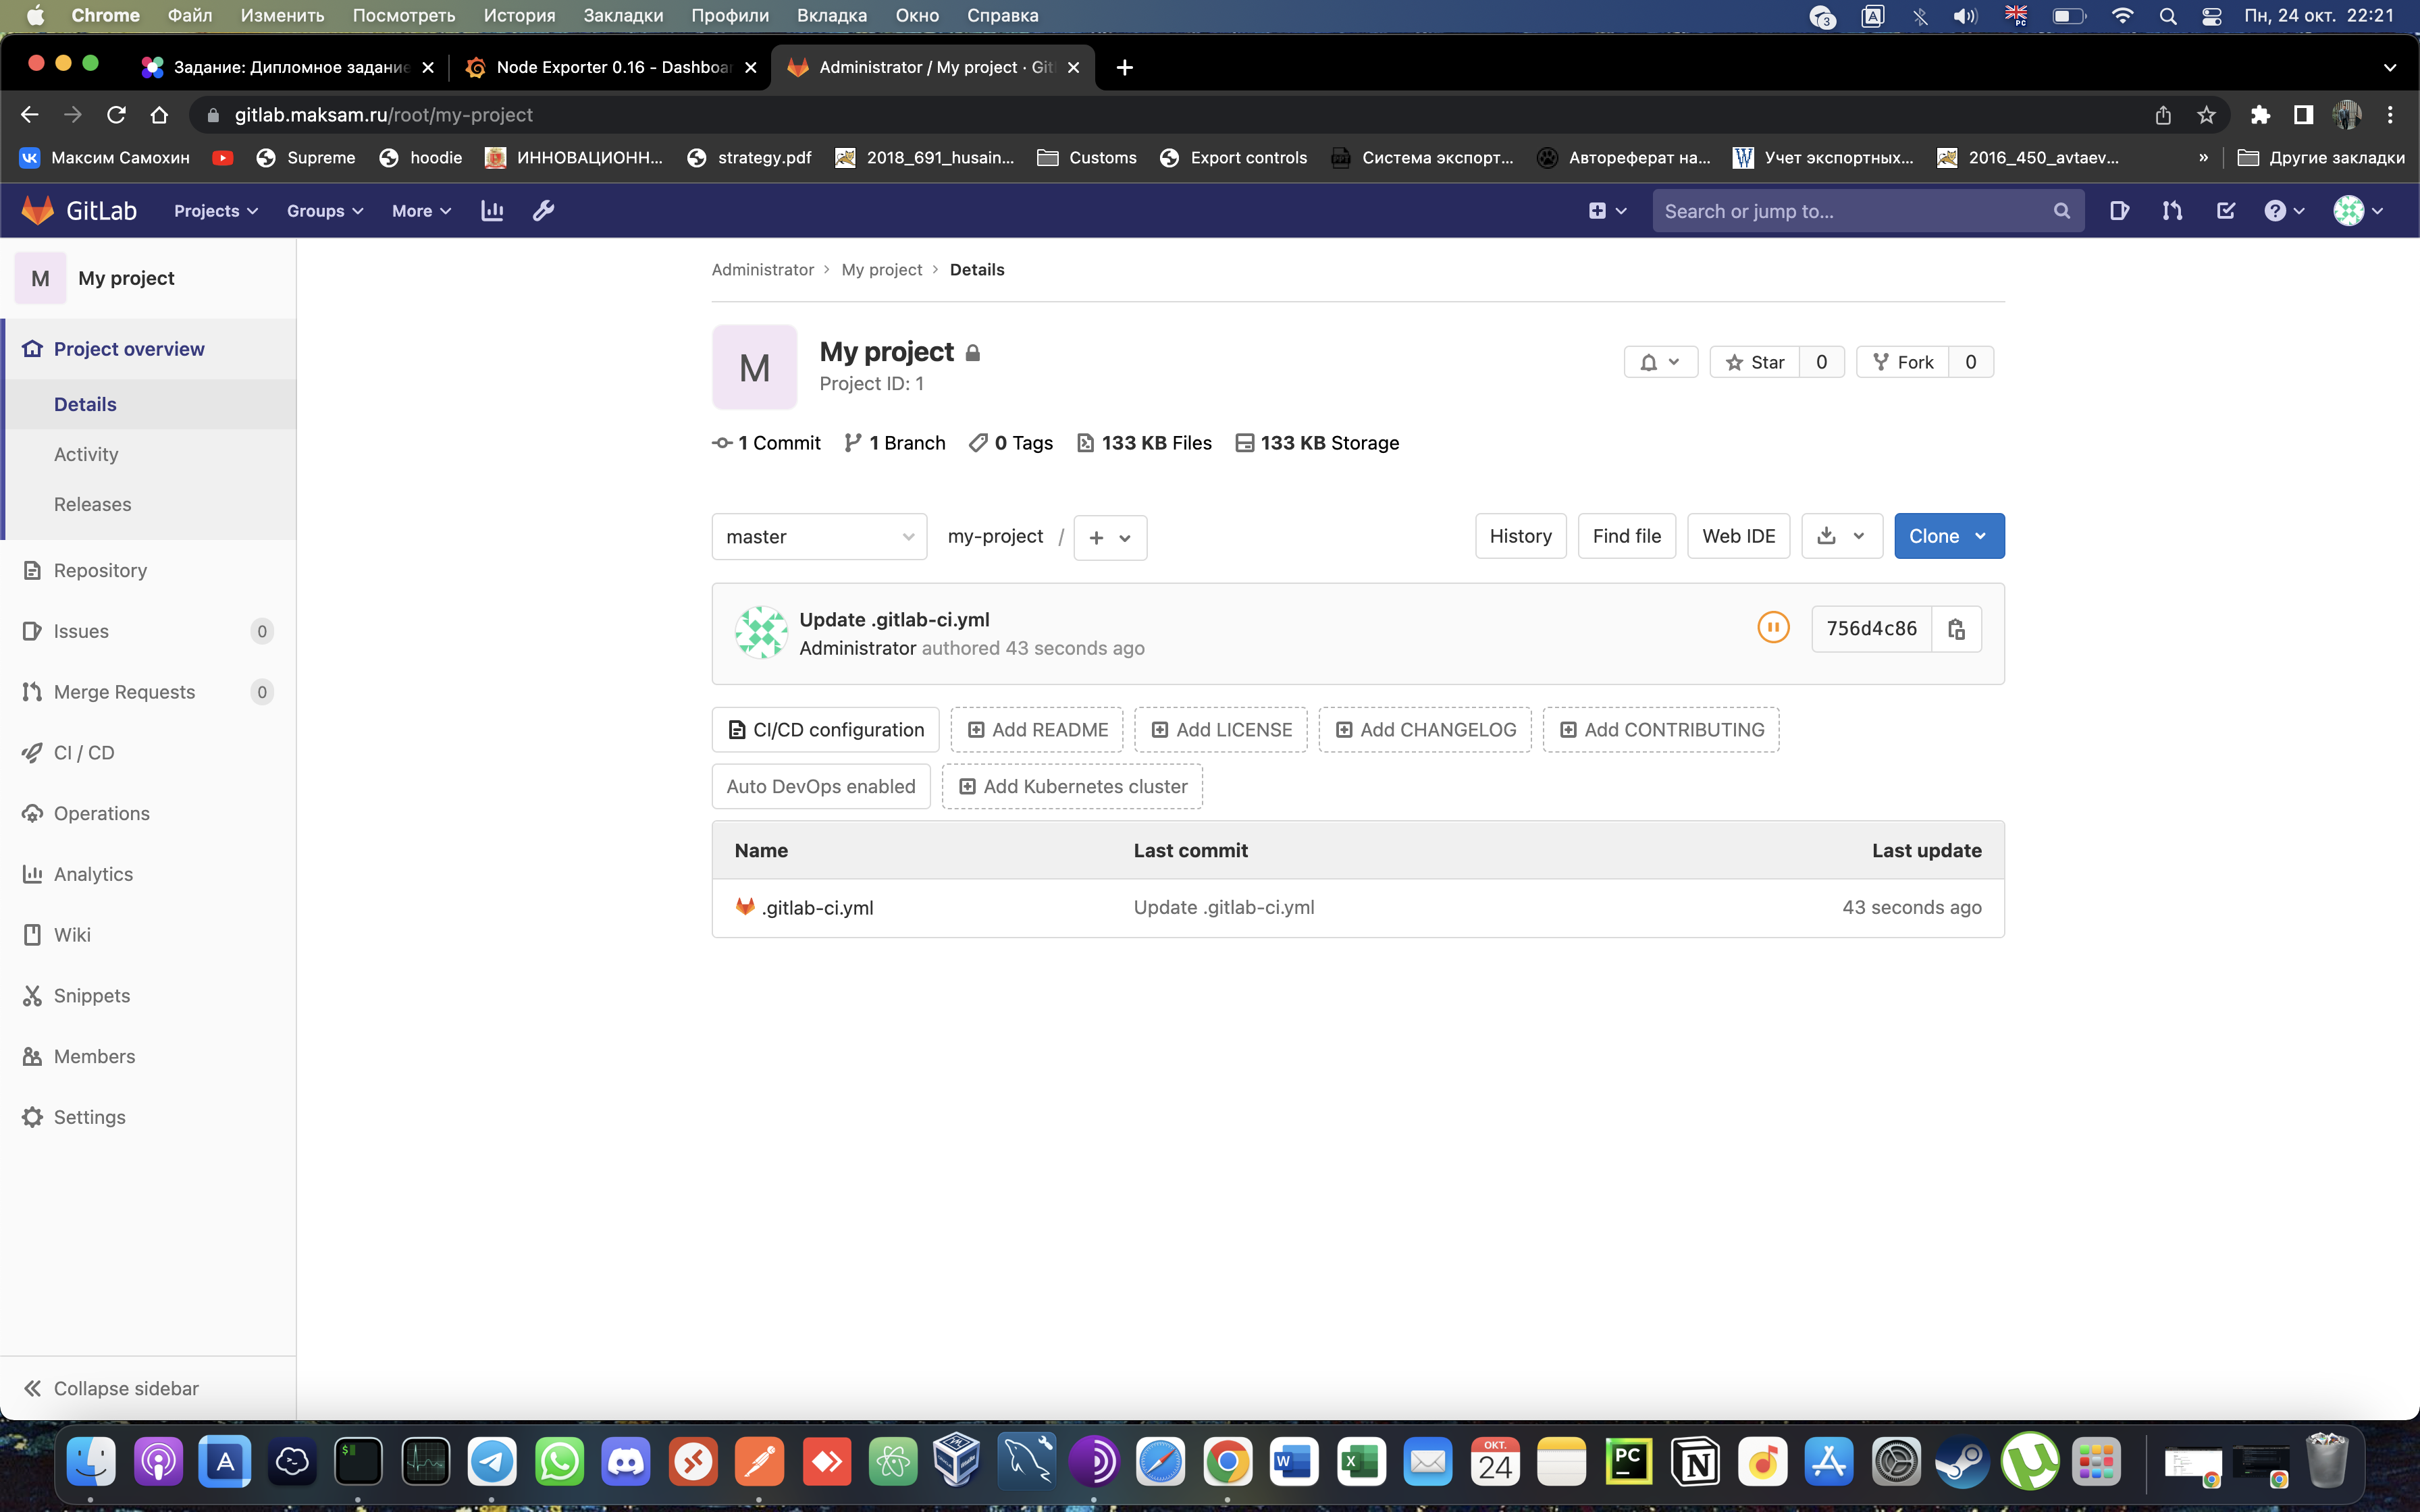 Chrome Файл Изменить Посмотреть История Закладки Профили Вкладка Окно Справка 3 A PC Пн, 24 окт. 22:21
Задание: Дипломное задание Node Exporter 0.16 - Dashboar Administrator / My project · Git
gitlab.maksam.ru/root/my-project
Максим Самохин Supreme hoodie ИННОВАЦИОНН... strategy.pdf 2018_691_husain... Customs Export controls Система экспорт... Автореферат на... Учет экспортных... 2016_450_avtaev... » Другие закладки
GitLab Projects Groups More Search or jump to...
M My project
Project overview
Details
Activity
Releases
Repository
Issues 0
Merge Requests 0
CI / CD
Operations
Analytics
Wiki
Snippets
Members
Settings
Collapse sidebar
Administrator > My project > Details
M
My project
Project ID: 1
Star 0 Fork 0
1 Commit 1 Branch 0 Tags 133 KB Files 133 KB Storage
master my-project / + History Find file Web IDE Clone
Update .gitlab-ci.yml
Administrator authored 43 seconds ago
756d4c86
CI/CD configuration Add README Add LICENSE Add CHANGELOG Add CONTRIBUTING
Auto DevOps enabled Add Kubernetes cluster
Name Last commit Last update
.gitlab-ci.yml Update .gitlab-ci.yml 43 seconds ago
ОКТ.
24
PC